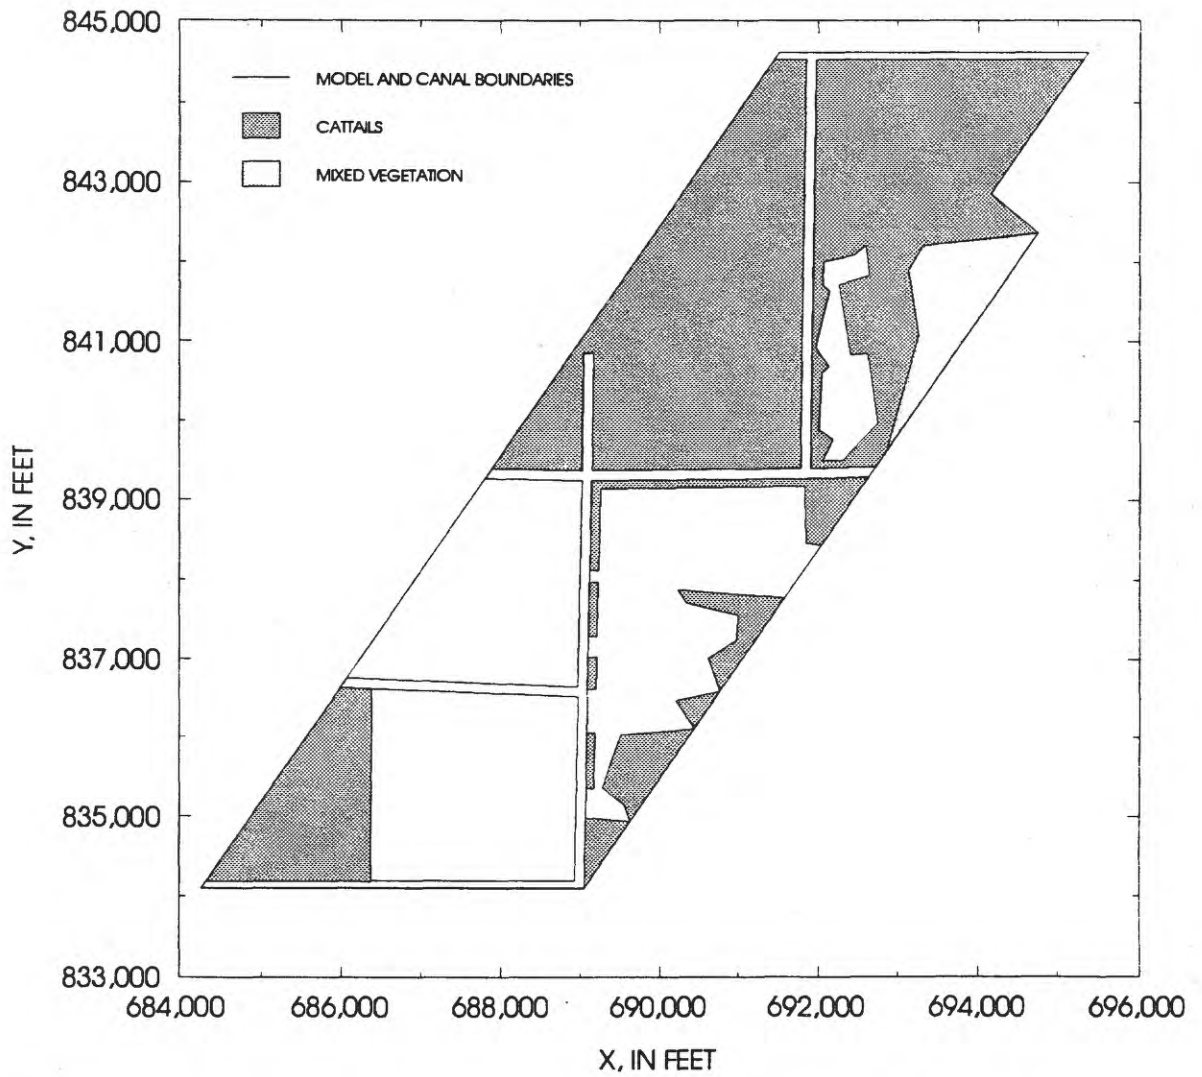 845,000
MODEL AND CANAL BOUNDARIES
CATTAILS
MIXED VEGETATION
843,000
841,000
839,000
837,000
835,000
833,000
Y, IN FEET
684,000 686,000 688,000 690,000 692,000 694,000 696,000
X, IN FEET